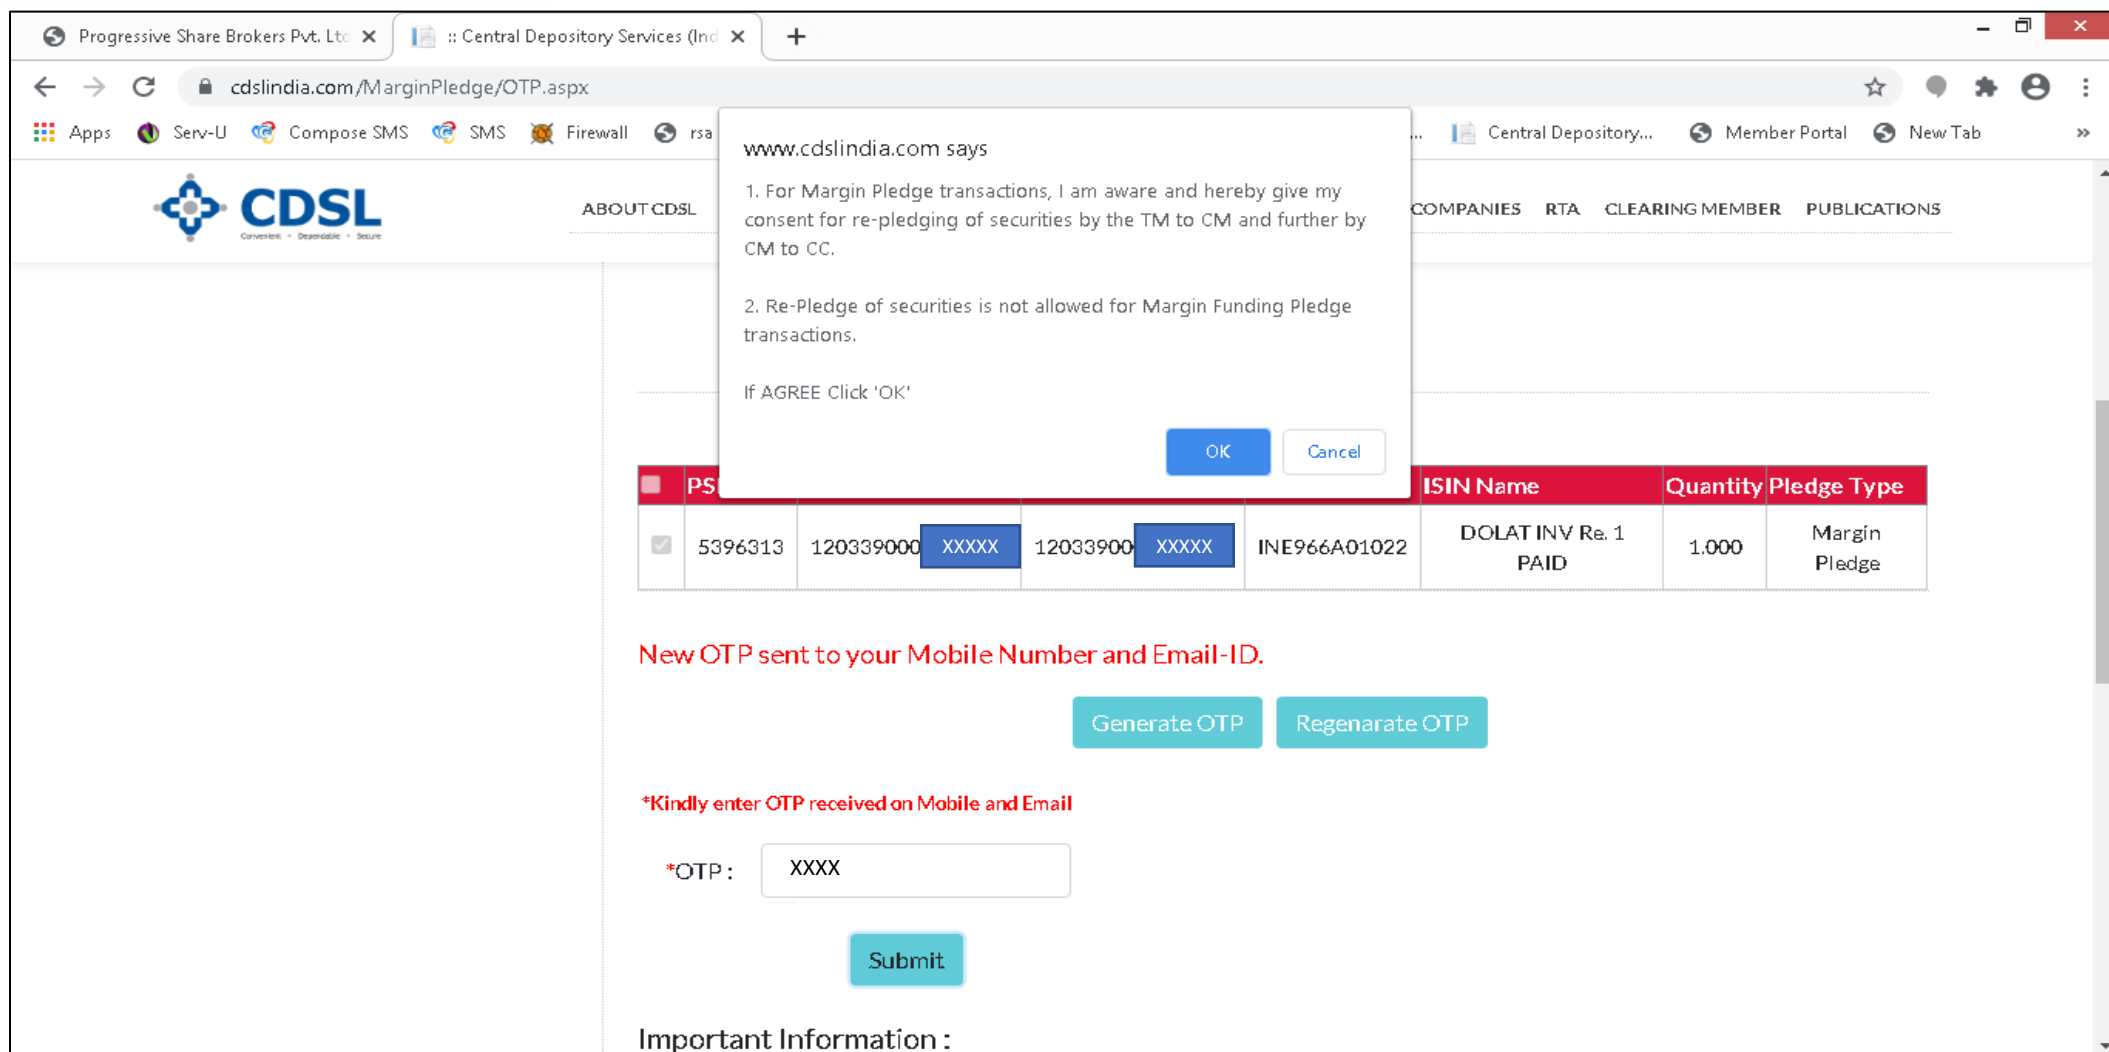 Progressive Share Brokers Pvt. Ltd
:: Central Depository Services (Ind
cdslindia.com/MarginPledge/OTP.aspx
Apps Serv-U Compose SMS SMS Firewall rsa ... Central Depository... Member Portal New Tab »
www.cdslindia.com says
1. For Margin Pledge transactions, I am aware and hereby give my
consent for re-pledging of securities by the TM to CM and further by
CM to CC.
2. Re-Pledge of securities is not allowed for Margin Funding Pledge
transactions.
If AGREE Click 'OK'
OK Cancel
CDSL
Convenient • Dependable • Secure
ABOUT CDSL COMPANIES RTA CLEARING MEMBER PUBLICATIONS
ISIN Name Quantity Pledge Type
5396313 120339000 XXXXX 12033900 XXXXX INE966A01022 DOLAT INV Re. 1 1.000 Margin
PAID Pledge
New OTP sent to your Mobile Number and Email-ID.
Generate OTP Regenarate OTP
*Kindly enter OTP received on Mobile and Email
*OTP : XXXX
Submit
Important Information :